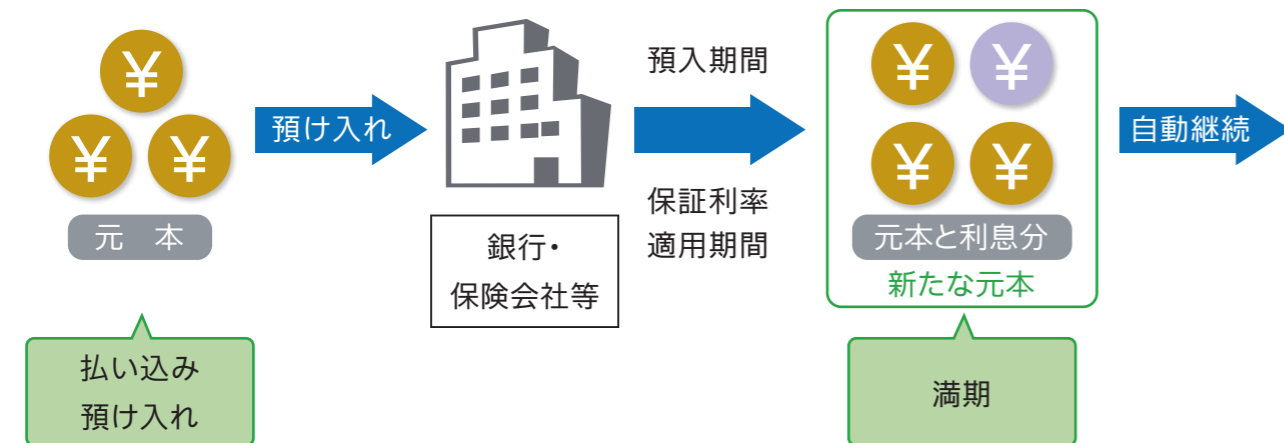 ¥
¥ ¥
元 本
払い込み
預け入れ
預け入れ
銀行・
保険会社等
預入期間
保証利率
適用期間
¥ ¥
¥ ¥
元本と利息分
新たな元本
満期
自動継続